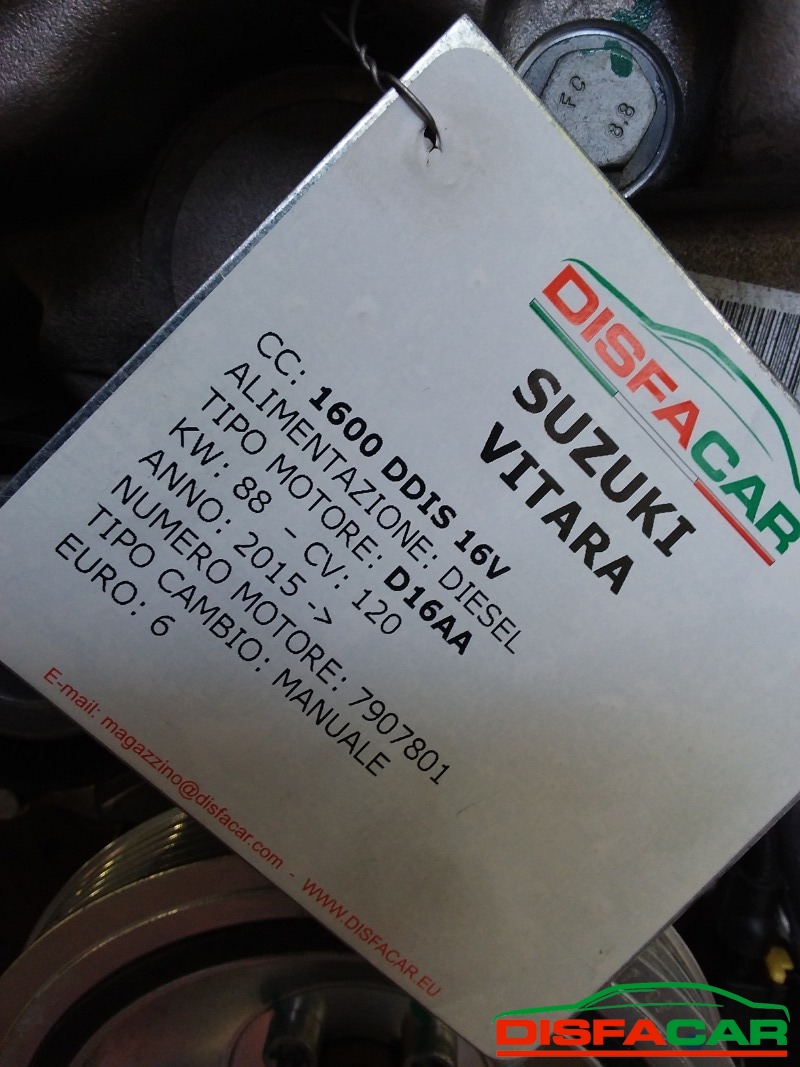 FC
8.8
DISFACAR
SUZUKI
VITARA
CC: 1600 DDIS 16V
ALIMENTAZIONE: DIESEL
TIPO MOTORE: D16AA
KW: 88 - CV: 120
ANNO: 2015 ->
NUMERO MOTORE: 7907801
TIPO CAMBIO: MANUALE
EURO: 6
E-mail: magazzino@disfacar.com - WWW.DISFACAR.EU
DISFACAR